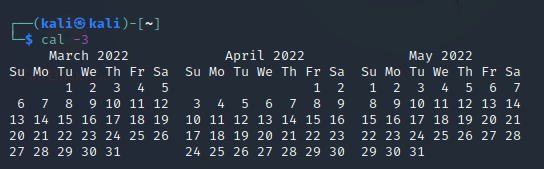 ┌──(kali㉿kali)-[~]
└─$ cal -3
     March 2022            April 2022             May 2022
Su Mo Tu We Th Fr Sa  Su Mo Tu We Th Fr Sa  Su Mo Tu We Th Fr Sa
       1  2  3  4  5                  1  2   1  2  3  4  5  6  7
 6  7  8  9 10 11 12   3  4  5  6  7  8  9   8  9 10 11 12 13 14
13 14 15 16 17 18 19  10 11 12 13 14 15 16  15 16 17 18 19 20 21
20 21 22 23 24 25 26  17 18 19 20 21 22 23  22 23 24 25 26 27 28
27 28 29 30 31        24 25 26 27 28 29 30  29 30 31